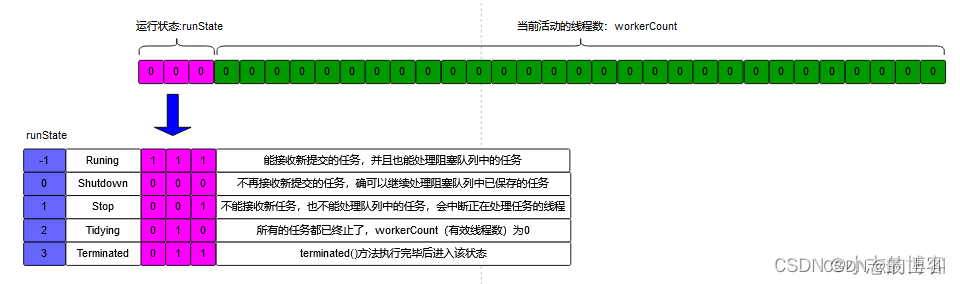 运行状态:runState 当前活动的线程数：workerCount
0 0 0 0 0 0 0 0 0 0 0 0 0 0 0 0 0 0 0 0 0 0 0 0 0 0 0 0 0 0 0 0
runState
-1 Runing 1 1 1 能接收新提交的任务，并且也能处理阻塞队列中的任务
0 Shutdown 0 0 0 不再接收新提交的任务，确可以继续处理阻塞队列中已保存的任务
1 Stop 0 0 1 不能接收新任务，也不能处理队列中的任务，会中断正在处理任务的线程
2 Tidying 0 1 0 所有的任务都已终止了，workerCount（有效线程数）为0
3 Terminated 0 1 1 terminated()方法执行完毕后进入该状态
CSDN @小志的博客